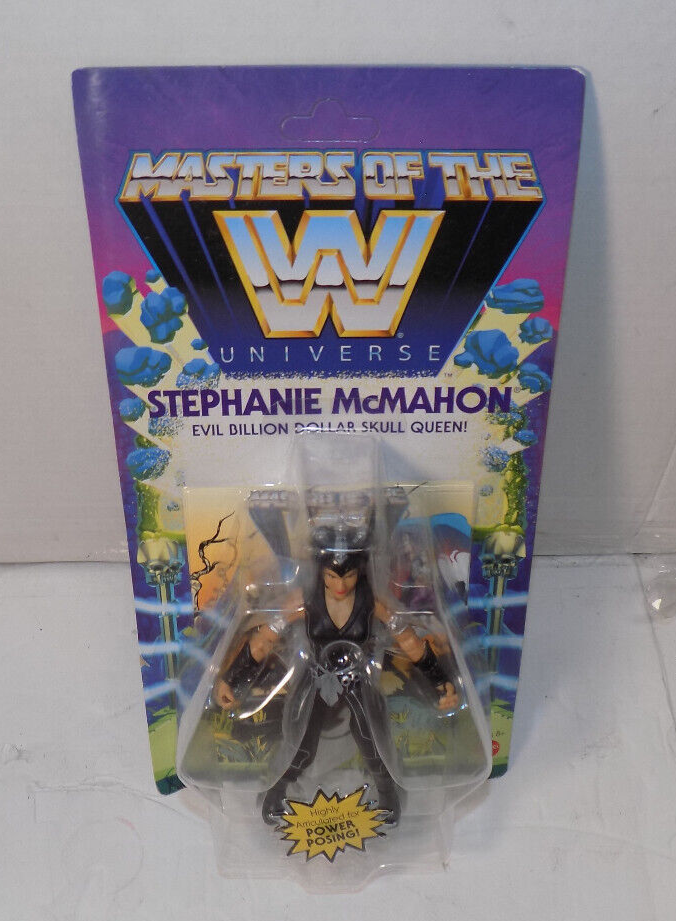 MASTERS OF THE
W
UNIVERSE
STEPHANIE McMAHON
EVIL BILLION DOLLAR SKULL QUEEN!
Highly
Articulated for
POWER
POSING!